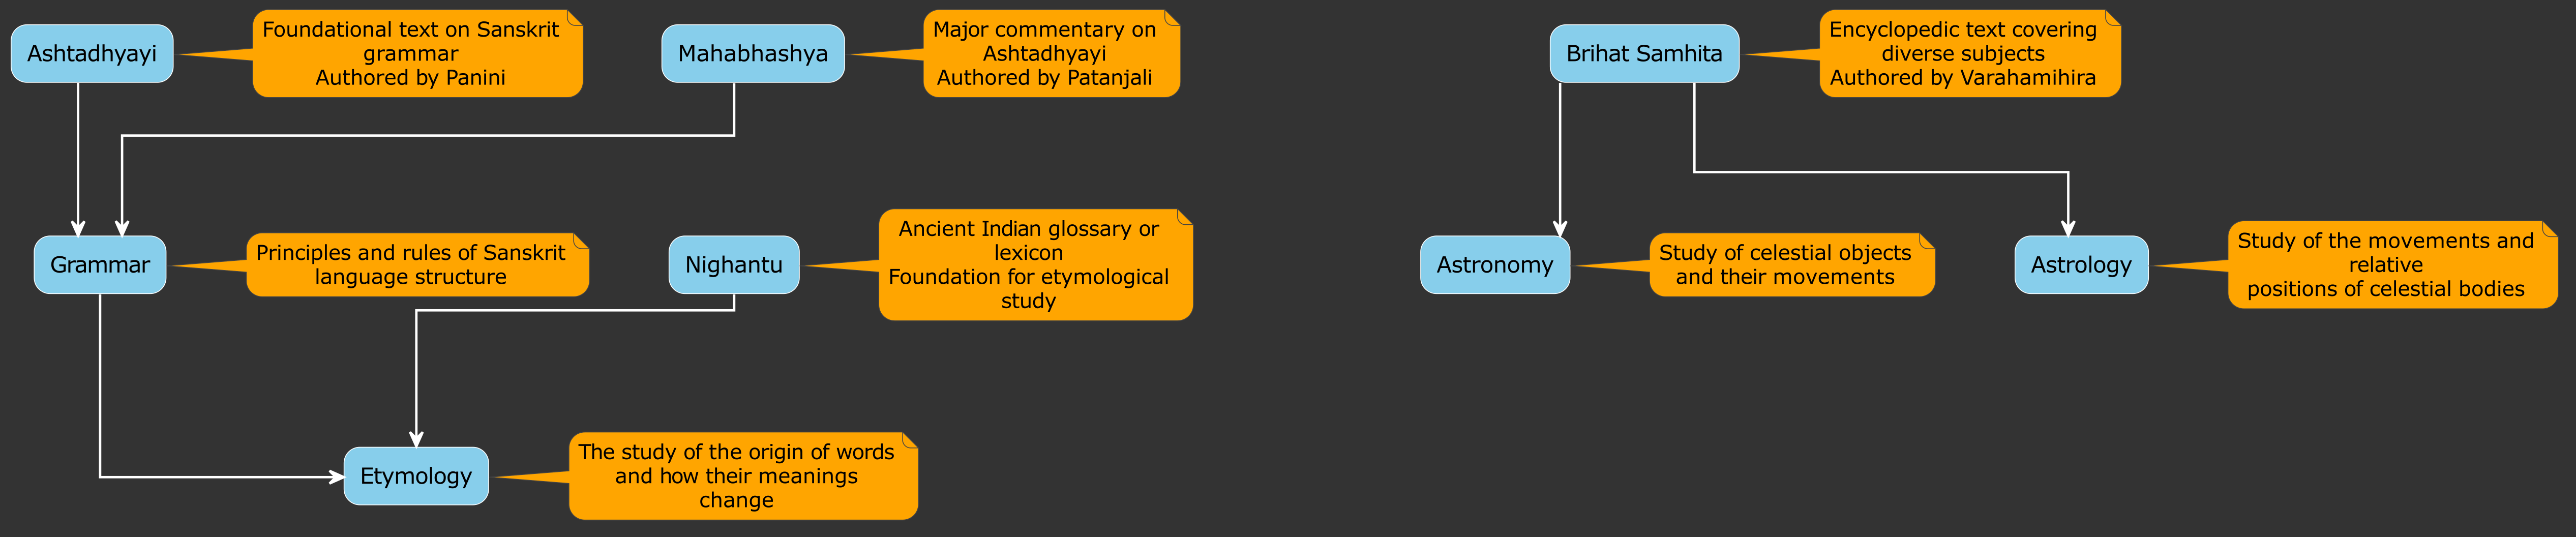 Ashtadhyayi
Foundational text on Sanskrit
grammar
Authored by Panini
Mahabhashya
Major commentary on
Ashtadhyayi
Authored by Patanjali
Brihat Samhita
Encyclopedic text covering
diverse subjects
Authored by Varahamihira
Grammar
Principles and rules of Sanskrit
language structure
Nighantu
Ancient Indian glossary or
lexicon
Foundation for etymological
study
Astronomy
Study of celestial objects
and their movements
Astrology
Study of the movements and
relative
positions of celestial bodies
Etymology
The study of the origin of words
and how their meanings
change